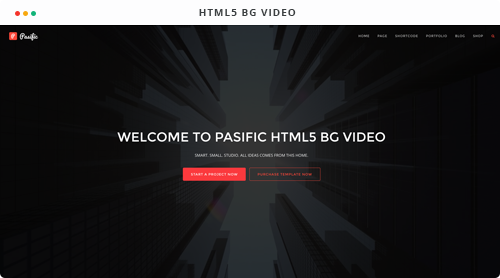 HTML5 BG VIDEO
P Pasific
HOME PAGE SHORTCODE PORTFOLIO BLOG SHOP
WELCOME TO PASIFIC HTML5 BG VIDEO
SMART. SMALL. STUDIO. ALL IDEAS COMES FROM THIS HOME.
START A PROJECT NOW PURCHASE TEMPLATE NOW